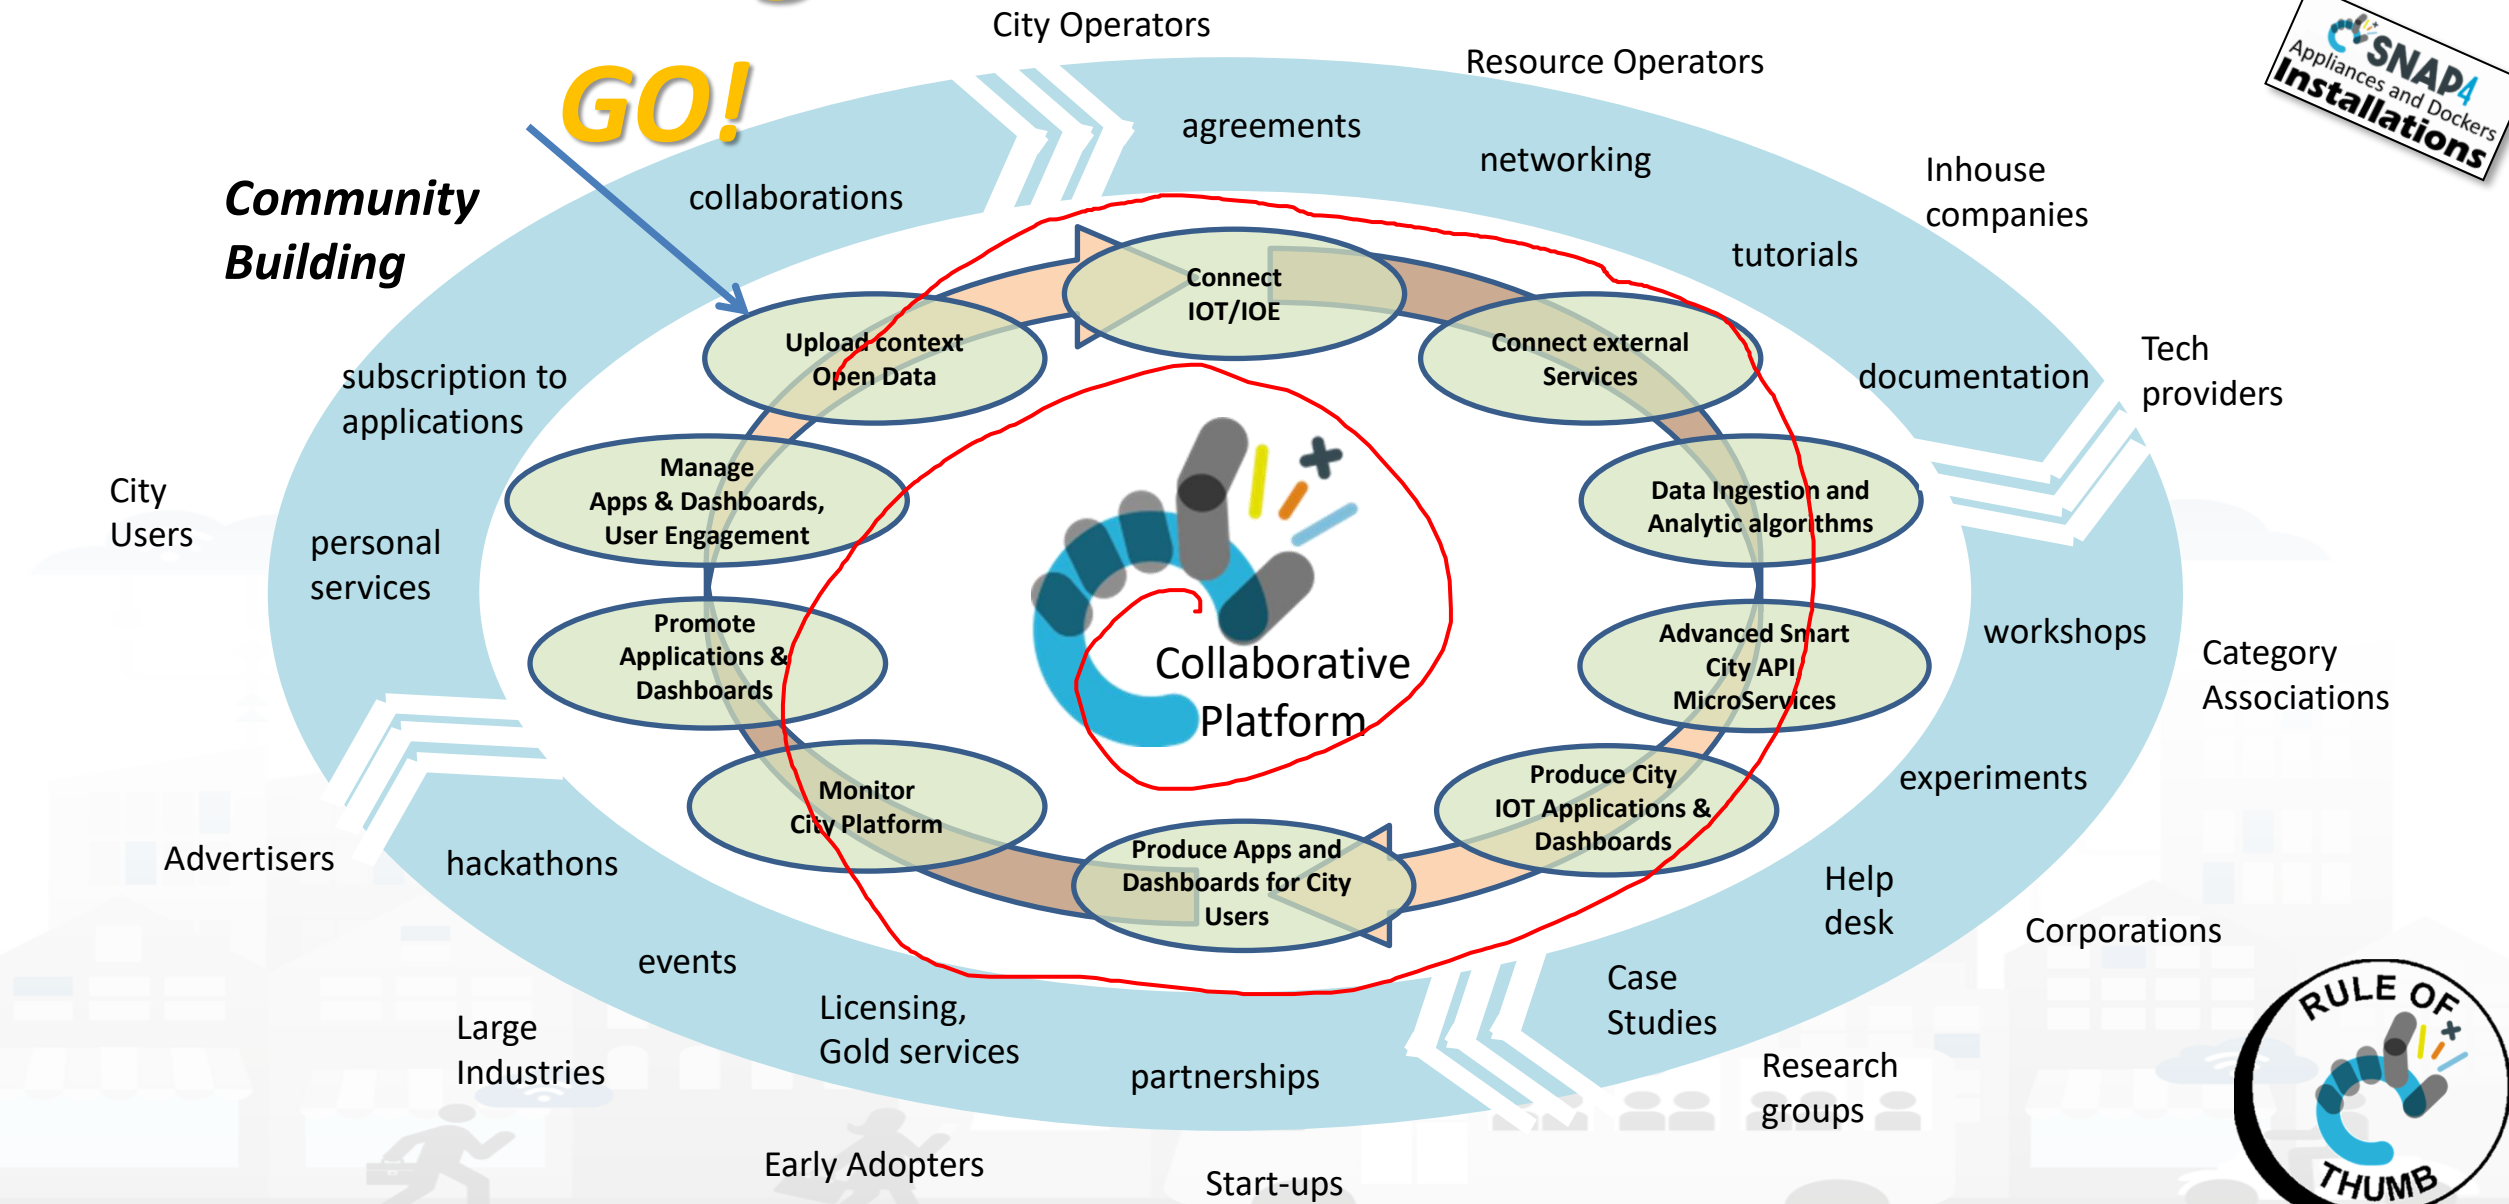 City Operators
Resource Operators
GO!
SNAP4
Appliances and Dockers
Installations
agreements
networking
Inhouse
companies
Community
Building
collaborations
tutorials
Connect
IOT/IOE
Upload context
Open Data
Connect external
Services
Tech
providers
documentation
subscription to
applications
Manage
Apps & Dashboards,
User Engagement
Data Ingestion and
Analytic algorithms
City
Users
personal
services
Promote
Applications &
Dashboards
Collaborative
Platform
Advanced Smart
City API
MicroServices
workshops
Category
Associations
Monitor
City Platform
Produce City
IOT Applications &
Dashboards
experiments
Advertisers
hackathons
Produce Apps and
Dashboards for City
Users
Help
desk
Corporations
events
Case
Studies
Licensing,
Gold services
Large
Industries
partnerships
Research
groups
Early Adopters
Start-ups
RULE OF
THUMB